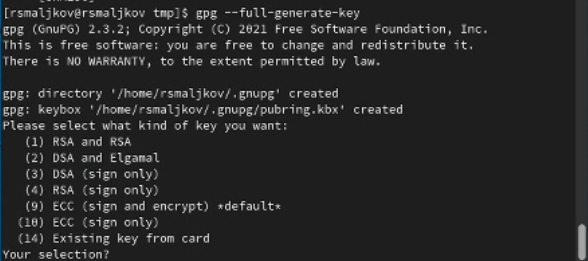 [rsmaljkov@rsmaljkov tmp]$ gpg --full-generate-key
gpg (GnuPG) 2.3.2; Copyright (C) 2021 Free Software Foundation, Inc.
This is free software: you are free to change and redistribute it.
There is NO WARRANTY, to the extent permitted by law.
gpg: directory '/home/rsmaljkov/.gnupg' created
gpg: keybox '/home/rsmaljkov/.gnupg/pubring.kbx' created
Please select what kind of key you want:
(1) RSA and RSA
(2) DSA and Elgamal
(3) DSA (sign only)
(4) RSA (sign only)
(9) ECC (sign and encrypt) *default*
(10) ECC (sign only)
(14) Existing key from card
Your selection?